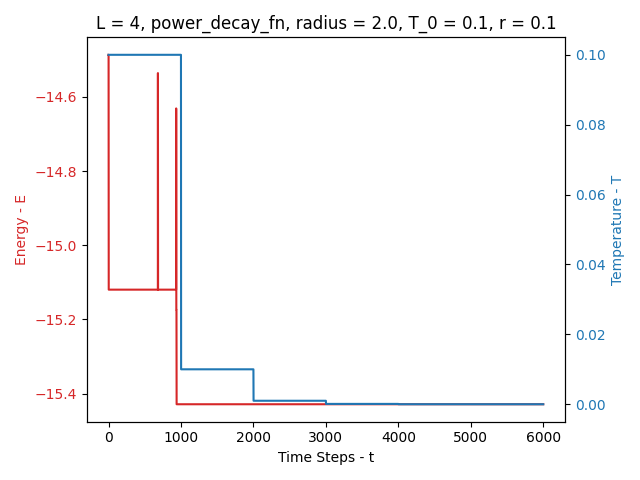 L = 4, power_decay_fn, radius = 2.0, T_0 = 0.1, r = 0.1
Energy - E
−14.6
−14.8
−15.0
−15.2
−15.4
0.10
0.08
0.06
0.04
0.02
0.00
Temperature - T
0 1000 2000 3000 4000 5000 6000
Time Steps - t